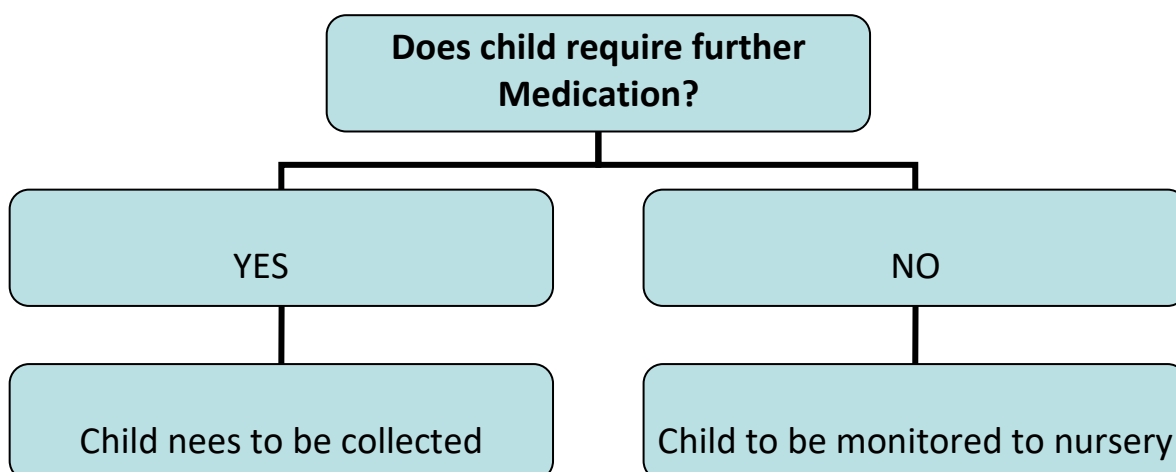 Does child require further
Medication?
YES
NO
Child nees to be collected
Child to be monitored to nursery